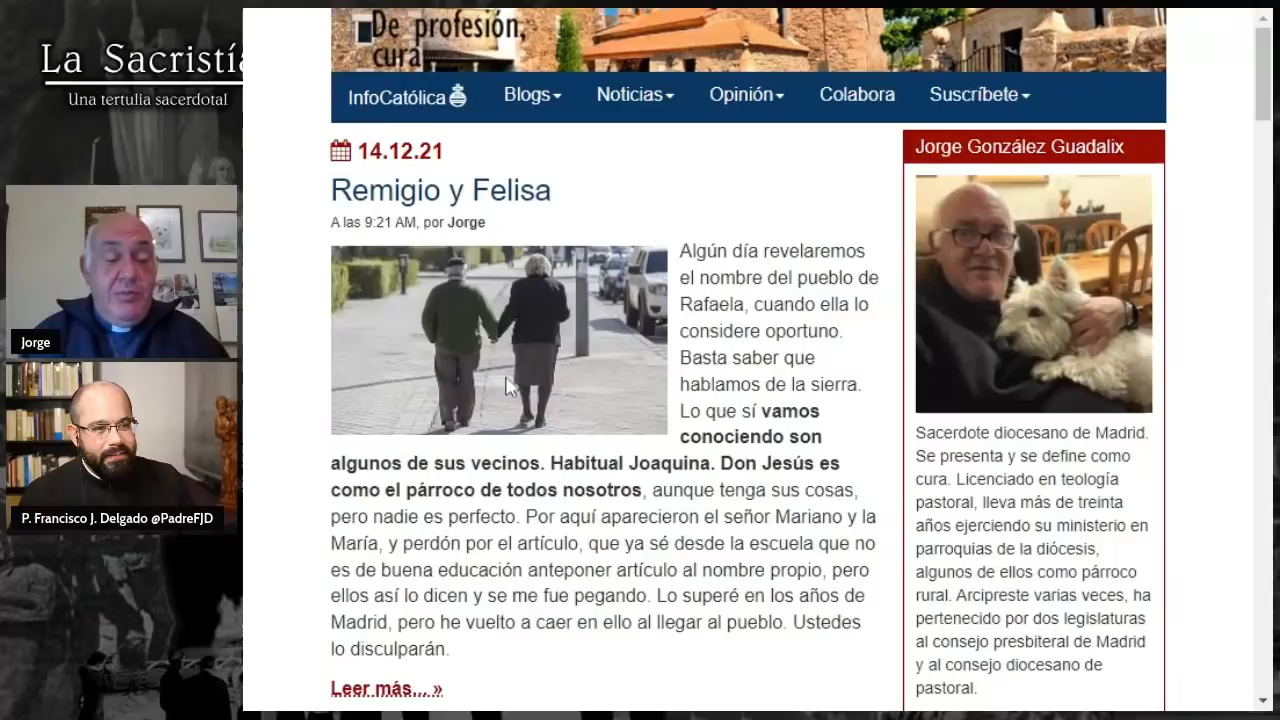 La Sacristía
Una tertulia sacerdotal
Jorge
P. Francisco J. Delgado @PadreFJD
De profesión,
cura
InfoCatólica
Blogs
Noticias
Opinión
Colabora
Suscríbete
14.12.21
Remigio y Felisa
A las 9:21 AM, por Jorge
Algún día revelaremos
el nombre del pueblo de
Rafaela, cuando ella lo
considere oportuno.
Basta saber que
hablamos de la sierra.
Lo que sí vamos
conociendo son
algunos de sus vecinos. Habitual Joaquina. Don Jesús es
como el párroco de todos nosotros, aunque tenga sus cosas,
pero nadie es perfecto. Por aquí aparecieron el señor Mariano y la
María, y perdón por el artículo, que ya sé desde la escuela que no
es de buena educación anteponer artículo al nombre propio, pero
ellos así lo dicen y se me fue pegando. Lo superé en los años de
Madrid, pero he vuelto a caer en ello al llegar al pueblo. Ustedes
lo disculparán.
Leer más... »
Jorge González Guadalix
Sacerdote diocesano de Madrid.
Se presenta y se define como
cura. Licenciado en teología
pastoral, lleva más de treinta
años ejerciendo su ministerio en
parroquias de la diócesis,
algunos de ellos como párroco
rural. Arcipreste varias veces, ha
pertenecido por dos legislaturas
al consejo presbiteral de Madrid
y al consejo diocesano de
pastoral.